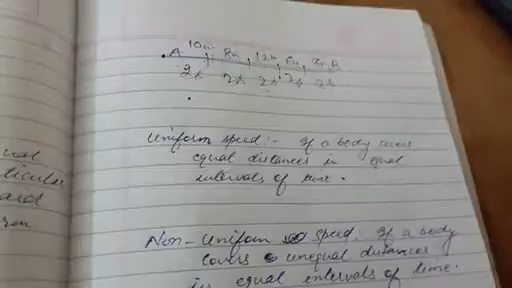 A 10m 8m 12m 6m B
2s 2s 2s 2s 2s
Uniform speed :- If a body covers
equal distances in equal
intervals of time.
Non-uniform speed. If a body
covers unequal distances
in equal intervals of time.